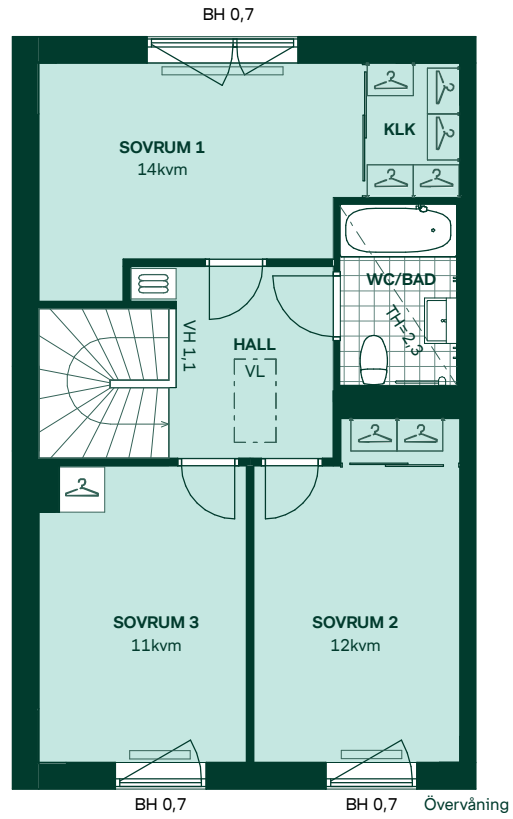 BH 0,7
SOVRUM 1
14kvm
KLK
WC/BAD
TH=2,3
VH 1,1
HALL
VL
SOVRUM 3
11kvm
SOVRUM 2
12kvm
BH 0,7
BH 0,7
Övervåning